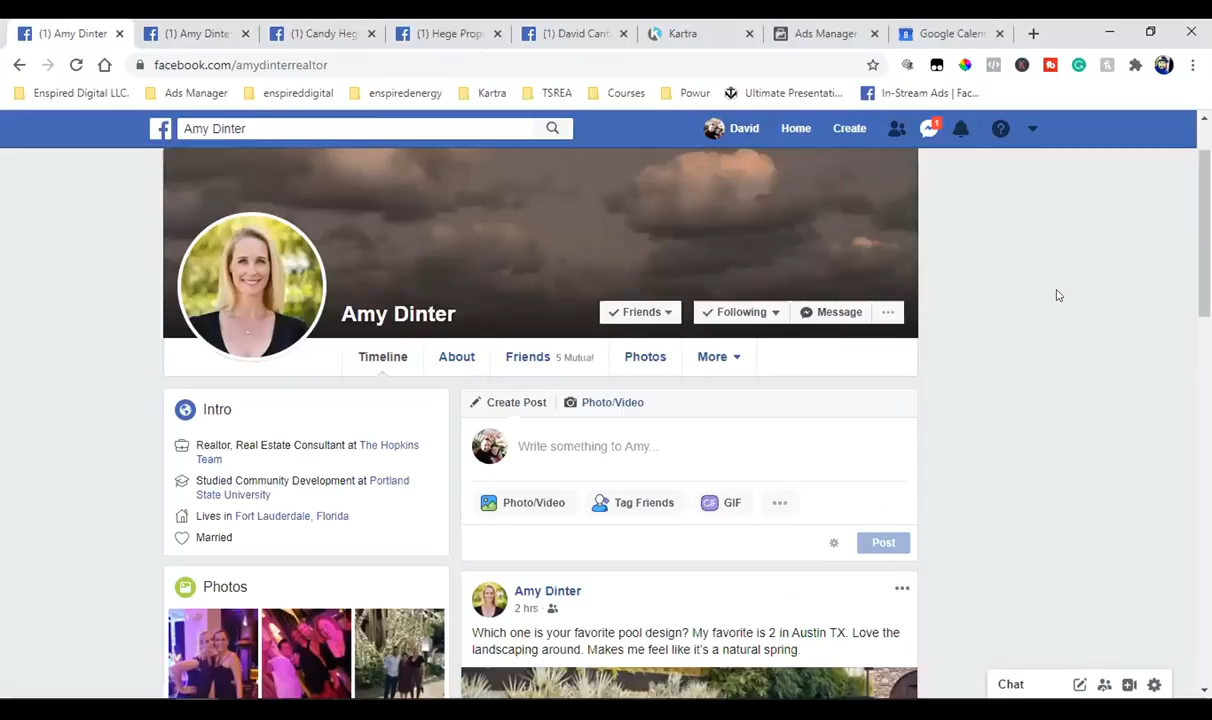 (1) Amy Dinter
(1) Amy Dinte
(1) Candy Heg
(1) Hege Prop
(1) David Cant
Kartra
Ads Manager
Google Calen
facebook.com/amydinterrealtor
Enspired Digital LLC.
Ads Manager
enspireddigital
enspiredenergy
Kartra
TSREA
Courses
Powur
Ultimate Presentati...
In-Stream Ads | Fac...
Amy Dinter
David
Home
Create
1
Amy Dinter
Friends
Following
Message
Timeline
About
Friends 5 Mutual
Photos
More
Intro
Realtor, Real Estate Consultant at The Hopkins
Team
Studied Community Development at Portland
State University
Lives in Fort Lauderdale, Florida
Married
Photos
Create Post
Photo/Video
Write something to Amy...
Photo/Video
Tag Friends
GIF
GIF
Post
Amy Dinter
2 hrs
Which one is your favorite pool design? My favorite is 2 in Austin TX. Love the
landscaping around. Makes me feel like it's a natural spring.
Chat